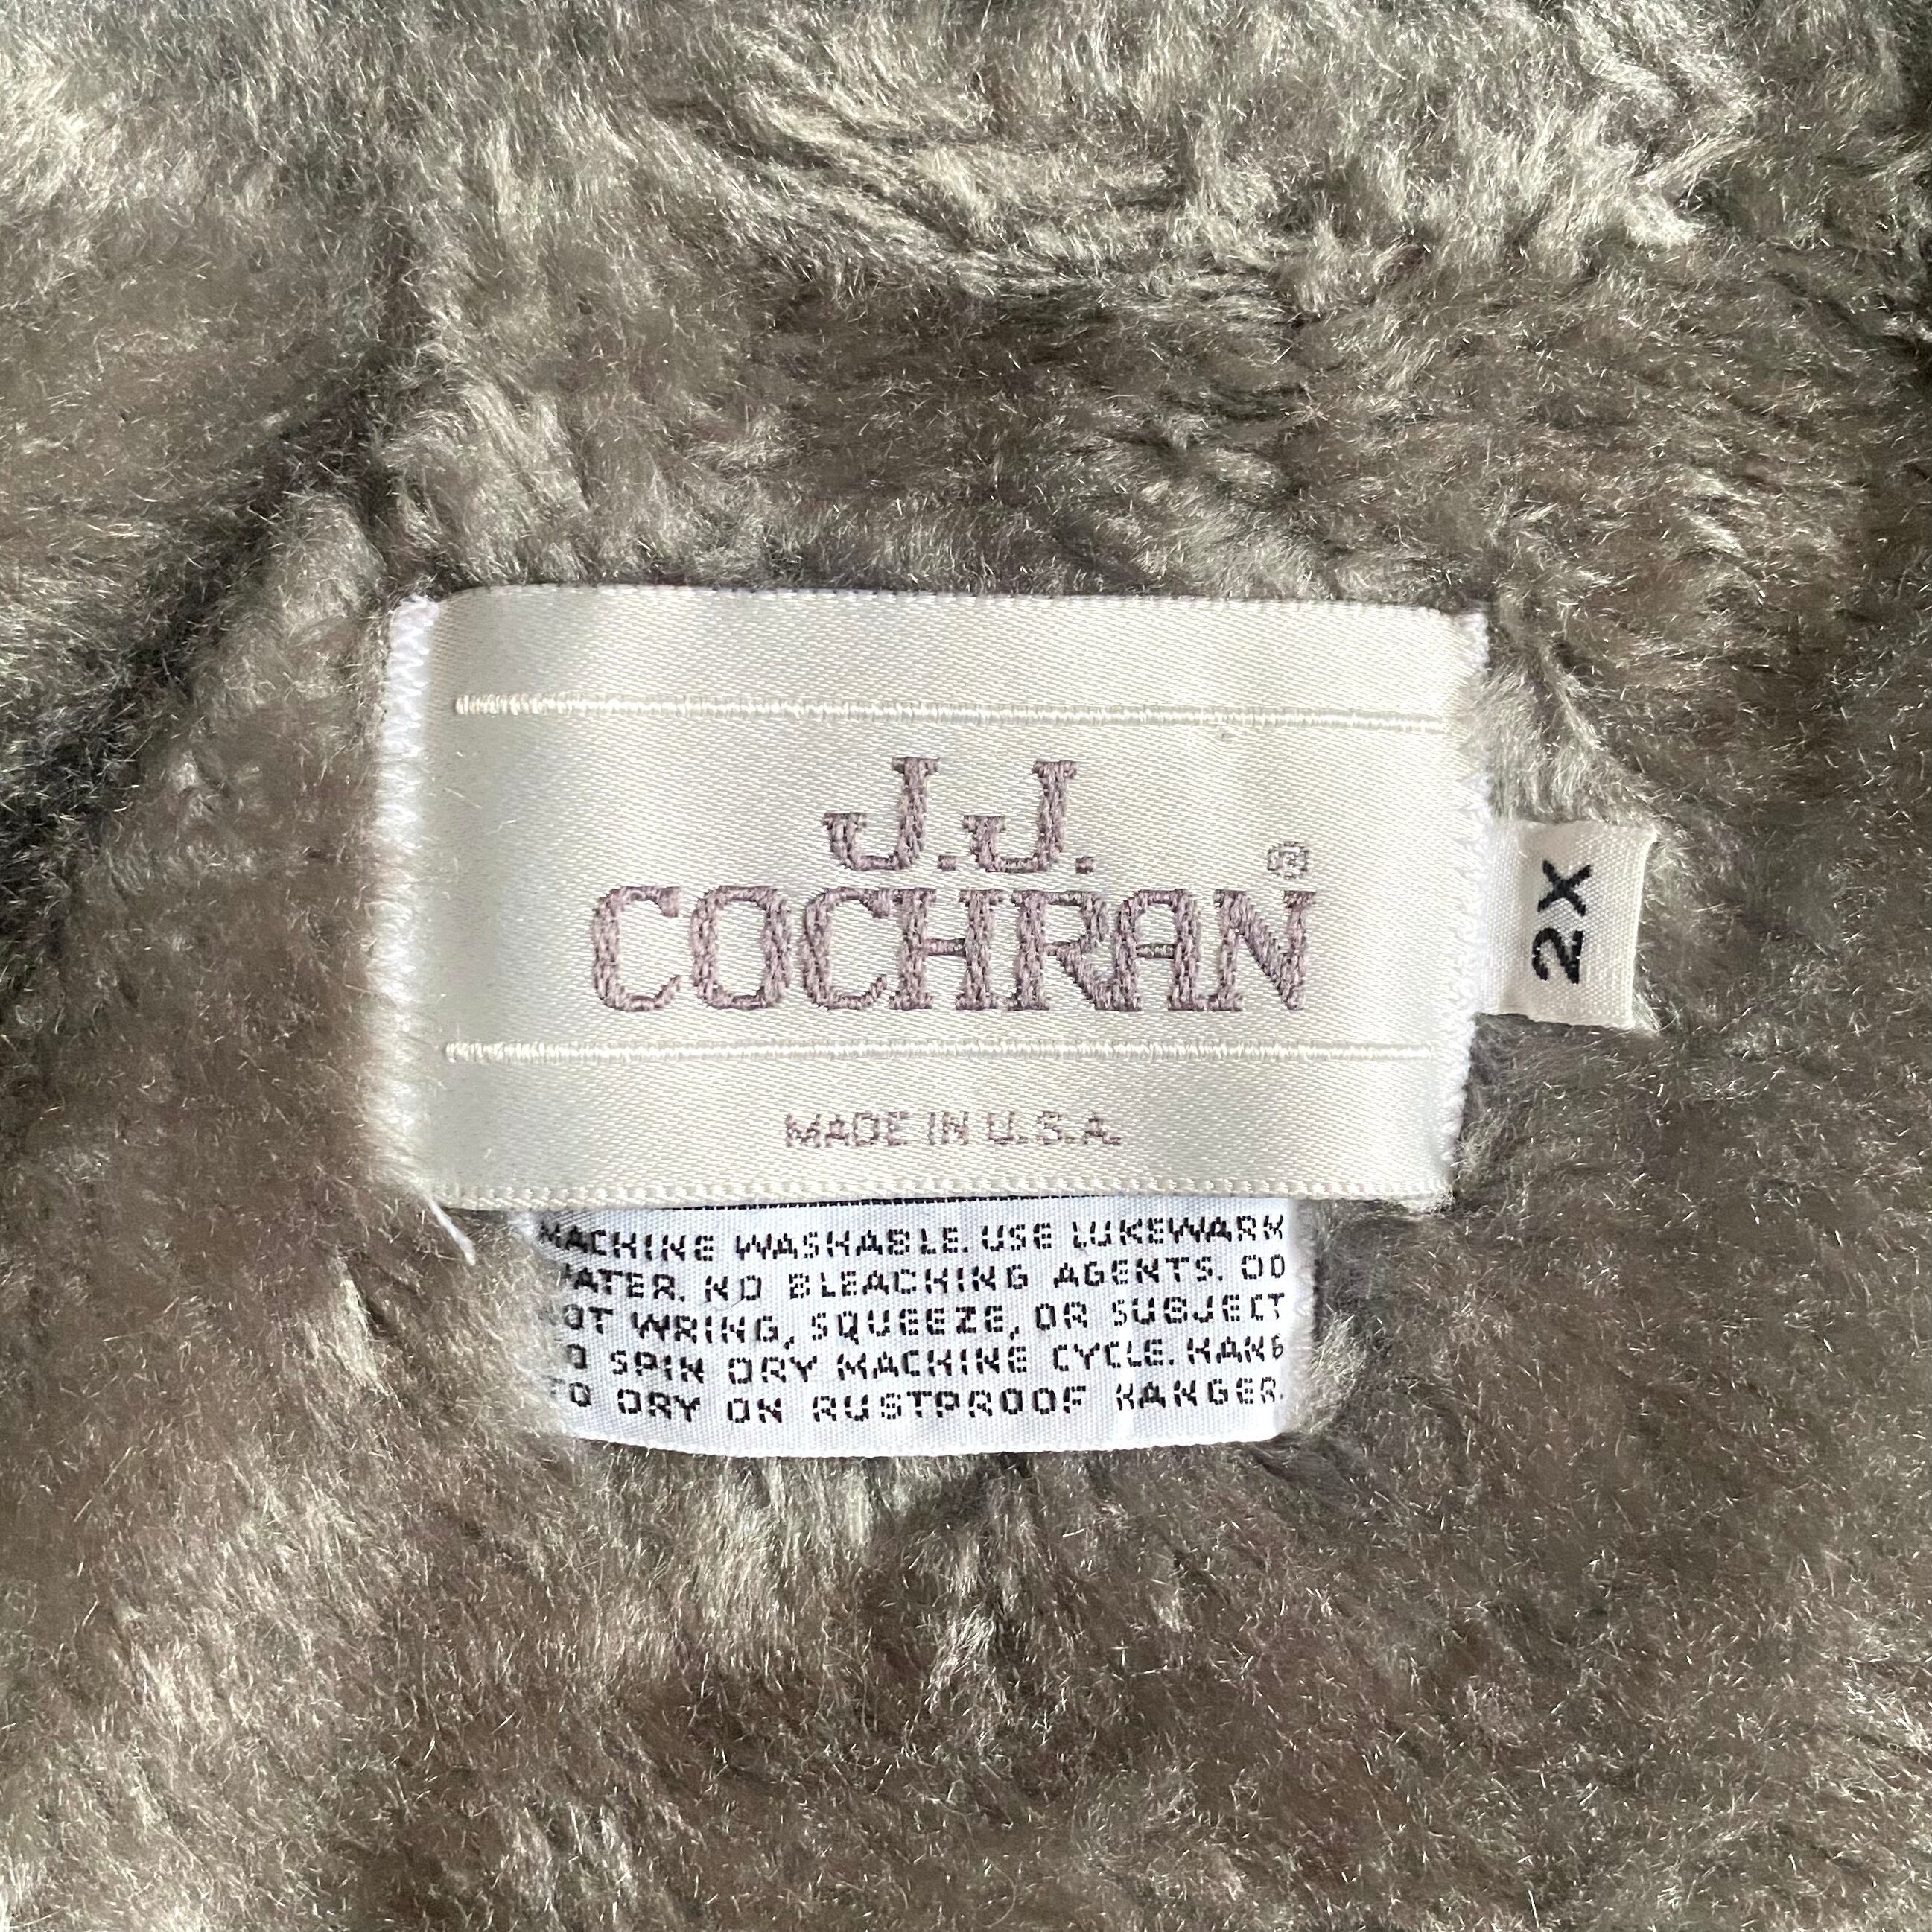 J.J.
COCHRAN®
MADE IN U.S.A.
2X
MACHINE WASHABLE. USE LUKEWARM
WATER. NO BLEACHING AGENTS. DO
NOT WRING, SQUEEZE, OR SUBJECT
TO SPIN DRY MACHINE CYCLE. HANG
TO DRY ON RUSTPROOF HANGER.